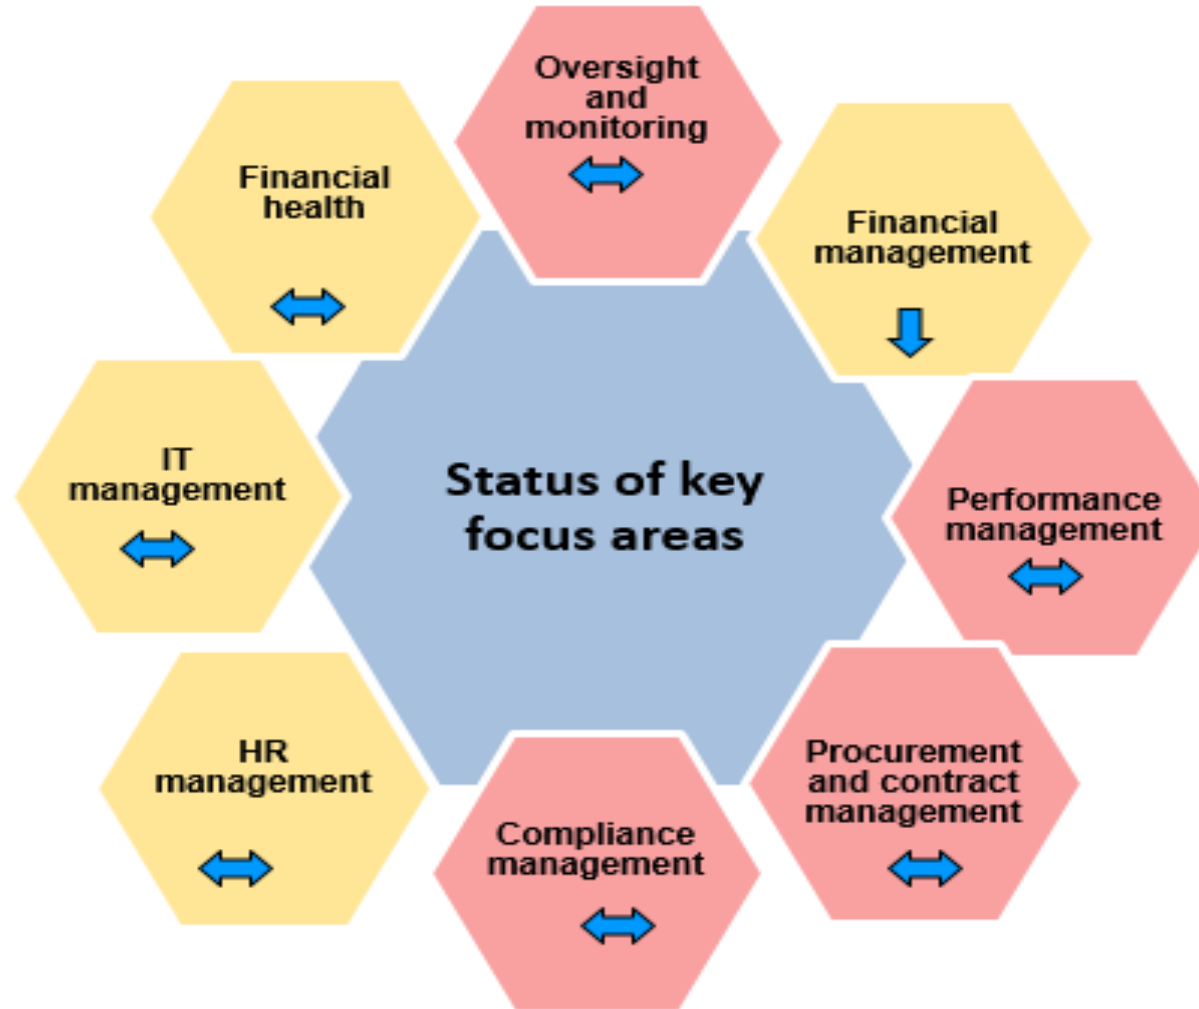 Oversight
and
monitoring
Financial
health
Financial
management
IT
management
Status of key
focus areas
Performance
management
HR
management
Procurement
and contract
management
Compliance
management